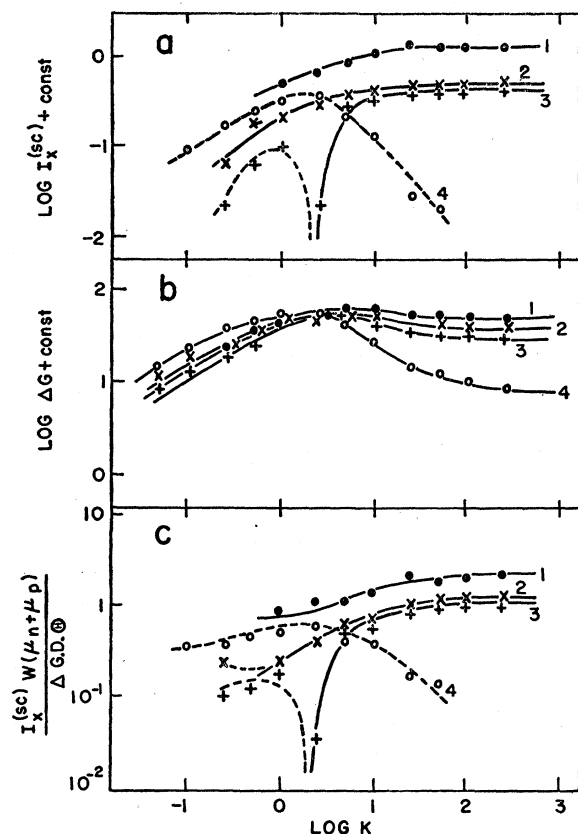 a
LOG I_x^(sc) + const
0
-1
-2
1
2
3
4
b
LOG ΔG + const
2
1
0
1
2
3
4
c
I_x^(sc) W(μn+μp)
ΔG.D.Ⓗ
10
1
10^-1
10^-2
1
2
3
4
-1 0 1 2 3
LOG K